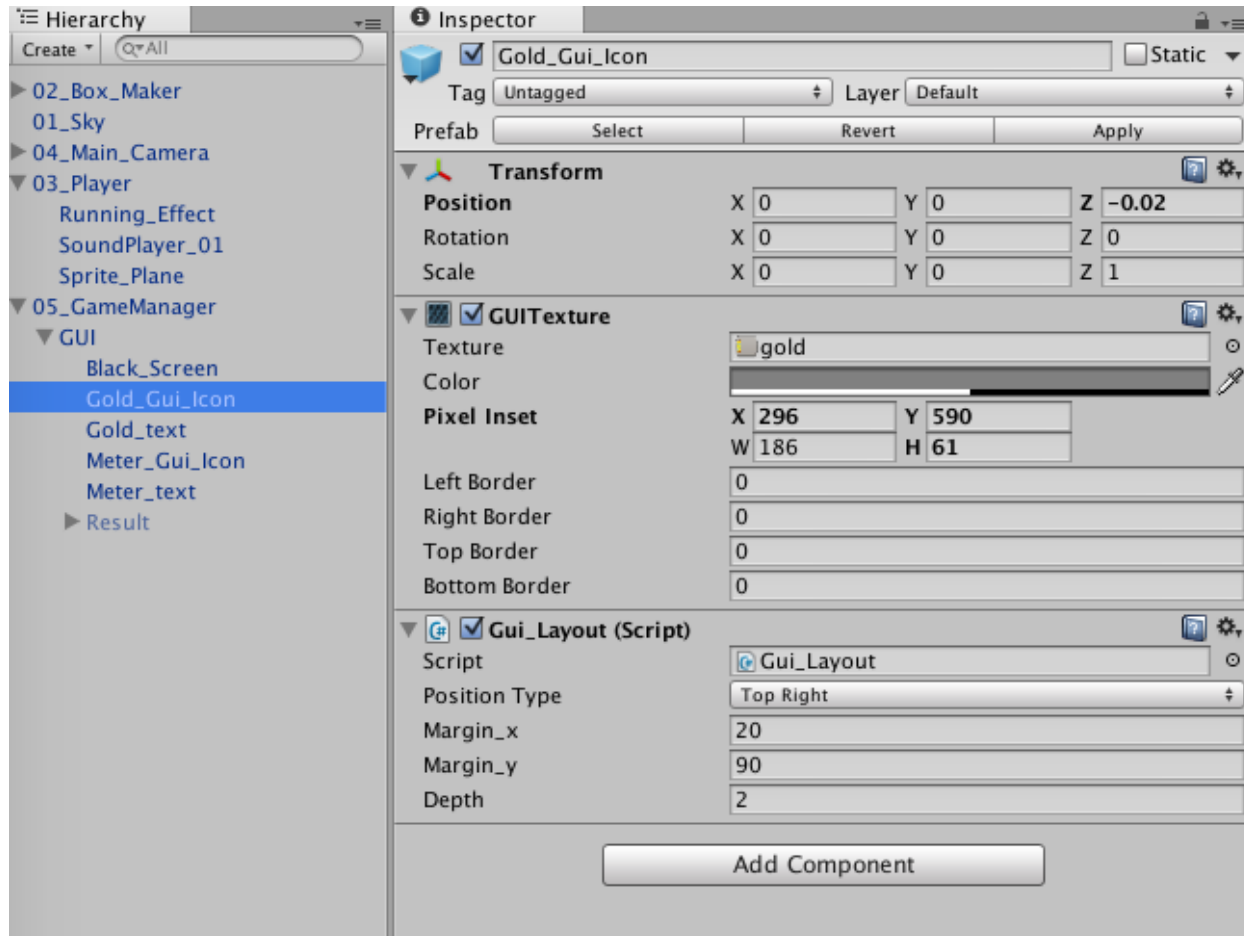 Hierarchy
Create
All
02_Box_Maker
01_Sky
04_Main_Camera
03_Player
Running_Effect
SoundPlayer_01
Sprite_Plane
05_GameManager
GUI
Black_Screen
Gold_Gui_Icon
Gold_text
Meter_Gui_Icon
Meter_text
Result
Inspector
Gold_Gui_Icon Static
Tag Untagged Layer Default
Prefab Select Revert Apply
Transform
Position X 0 Y 0 Z -0.02
Rotation X 0 Y 0 Z 0
Scale X 0 Y 0 Z 1
GUITexture
Texture gold
Color
Pixel Inset X 296 Y 590
W 186 H 61
Left Border 0
Right Border 0
Top Border 0
Bottom Border 0
Gui_Layout (Script)
Script Gui_Layout
Position Type Top Right
Margin_x 20
Margin_y 90
Depth 2
Add Component